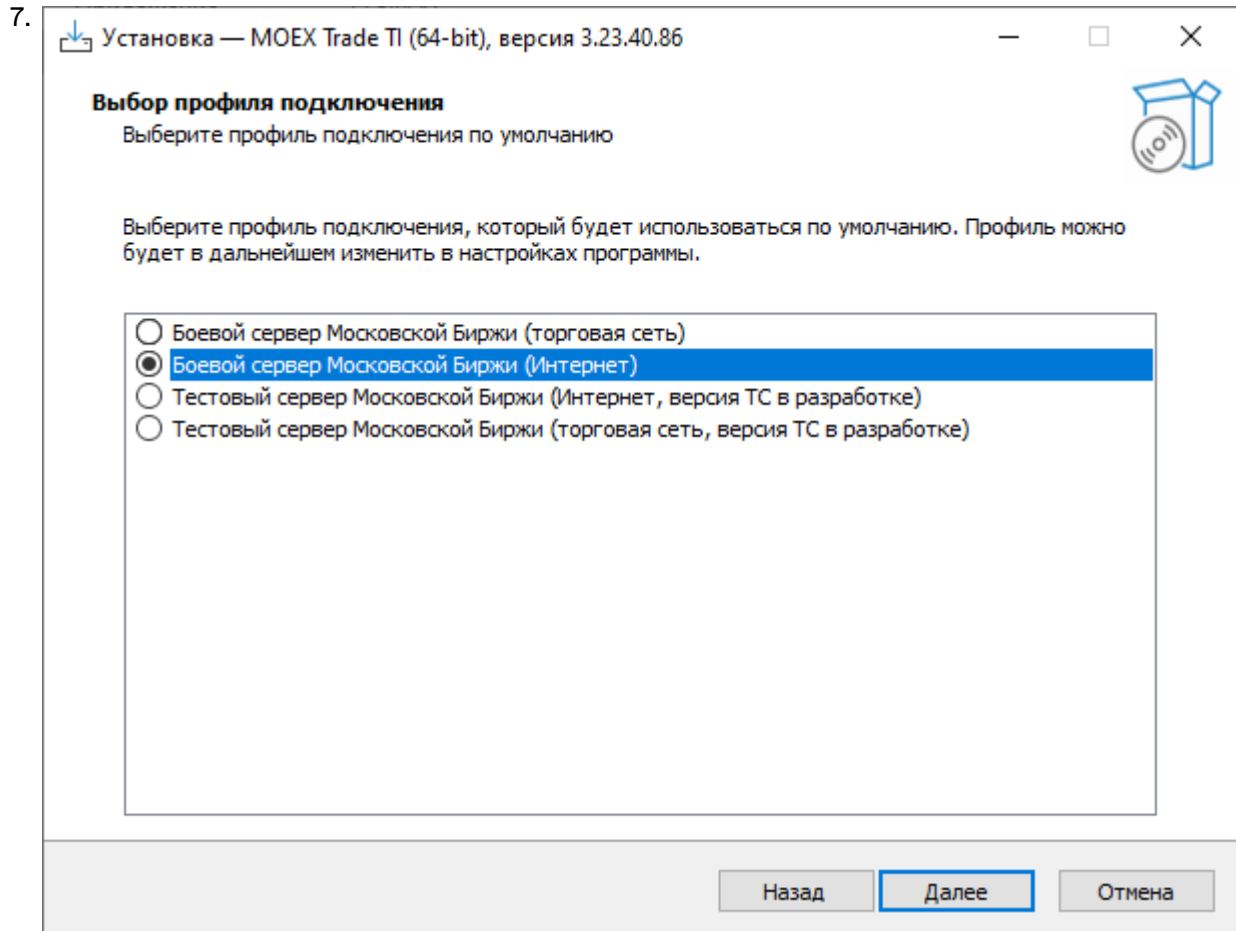 7.
Установка — MOEX Trade TI (64-bit), версия 3.23.40.86
Выбор профиля подключения
Выберите профиль подключения по умолчанию
Выберите профиль подключения, который будет использоваться по умолчанию. Профиль можно
будет в дальнейшем изменить в настройках программы.
Боевой сервер Московской Биржи (торговая сеть)
Боевой сервер Московской Биржи (Интернет)
Тестовый сервер Московской Биржи (Интернет, версия ТС в разработке)
Тестовый сервер Московской Биржи (торговая сеть, версия ТС в разработке)
Назад Далее Отмена